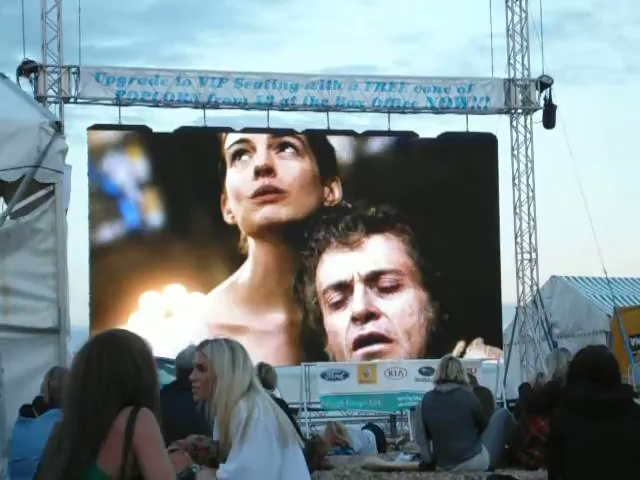 Upgrade to VIP Seating with a FREE cone of
POPCORN from £3 at the Box Office NOW!!!
Ford
KIA